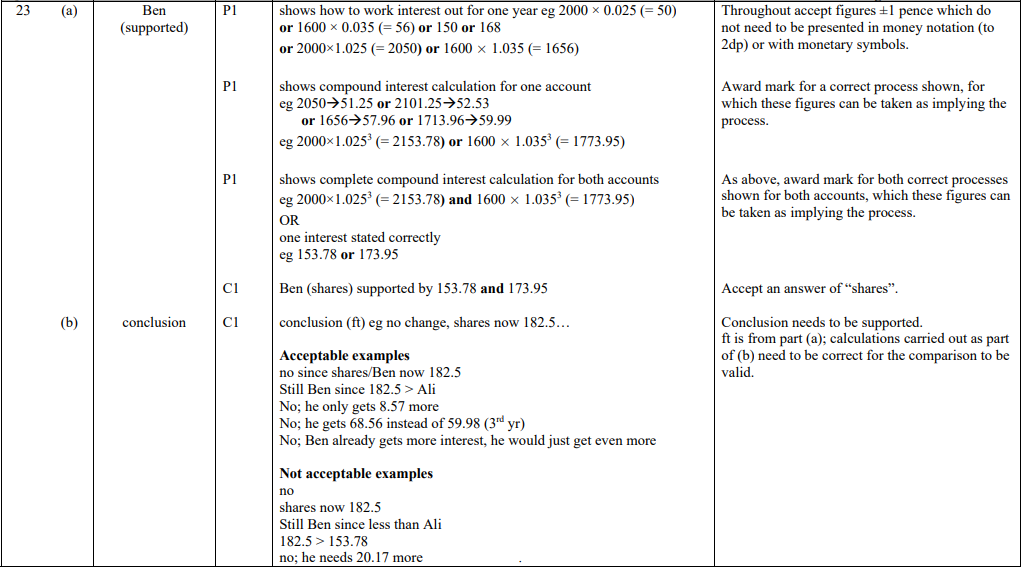 23 (a) Ben (supported) P1 shows how to work interest out for one year eg 2000 × 0.025 (= 50)
or 1600 × 0.035 (= 56) or 150 or 168
or 2000×1.025 (= 2050) or 1600 × 1.035 (= 1656)
Throughout accept figures ±1 pence which do
not need to be presented in money notation (to
2dp) or with monetary symbols.
P1 shows compound interest calculation for one account
eg 2050→51.25 or 2101.25→52.53
or 1656→57.96 or 1713.96→59.99
eg 2000×1.025³ (= 2153.78) or 1600 × 1.035³ (= 1773.95)
Award mark for a correct process shown, for
which these figures can be taken as implying the
process.
P1 shows complete compound interest calculation for both accounts
eg 2000×1.025³ (= 2153.78) and 1600 × 1.035³ (= 1773.95)
OR
one interest stated correctly
eg 153.78 or 173.95
As above, award mark for both correct processes
shown for both accounts, which these figures can
be taken as implying the process.
C1 Ben (shares) supported by 153.78 and 173.95
Accept an answer of “shares”.
(b) conclusion C1 conclusion (ft) eg no change, shares now 182.5…
Acceptable examples
no since shares/Ben now 182.5
Still Ben since 182.5 > Ali
No; he only gets 8.57 more
No; he gets 68.56 instead of 59.98 (3rd yr)
No; Ben already gets more interest, he would just get even more
Not acceptable examples
no
shares now 182.5
Still Ben since less than Ali
182.5 > 153.78
no; he needs 20.17 more
Conclusion needs to be supported.
ft is from part (a); calculations carried out as part
of (b) need to be correct for the comparison to be
valid.